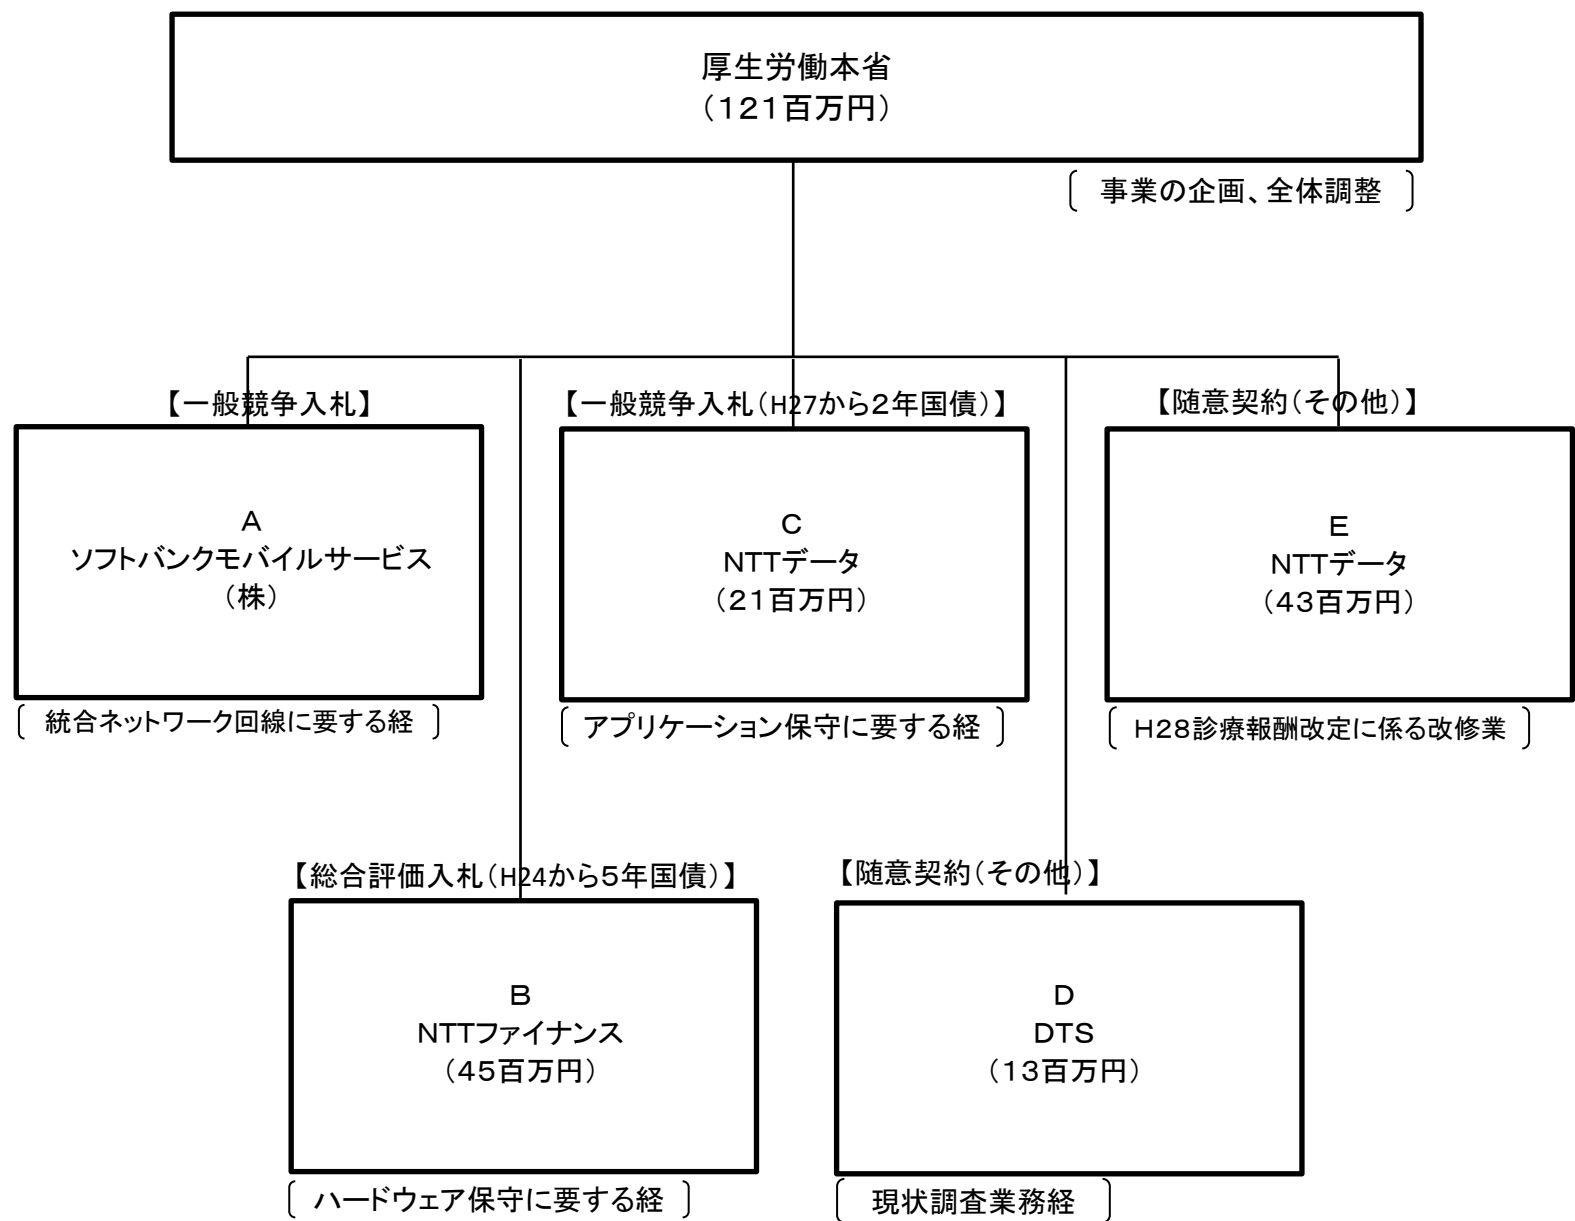 厚生労働本省
（121百万円）
〔 事業の企画、全体調整 〕
【一般競争入札】
【一般競争入札（H27から２年国債）】
【随意契約（その他）】
A
ソフトバンクモバイルサービス
（株）
C
NTTデータ
（21百万円）
E
NTTデータ
（43百万円）
〔 統合ネットワーク回線に要する経 〕
〔 アプリケーション保守に要する経 〕
〔 H28診療報酬改定に係る改修業 〕
【総合評価入札（H24から５年国債）】
【随意契約（その他）】
B
NTTファイナンス
（45百万円）
D
DTS
（13百万円）
〔 ハードウェア保守に要する経 〕
〔 現状調査業務経 〕